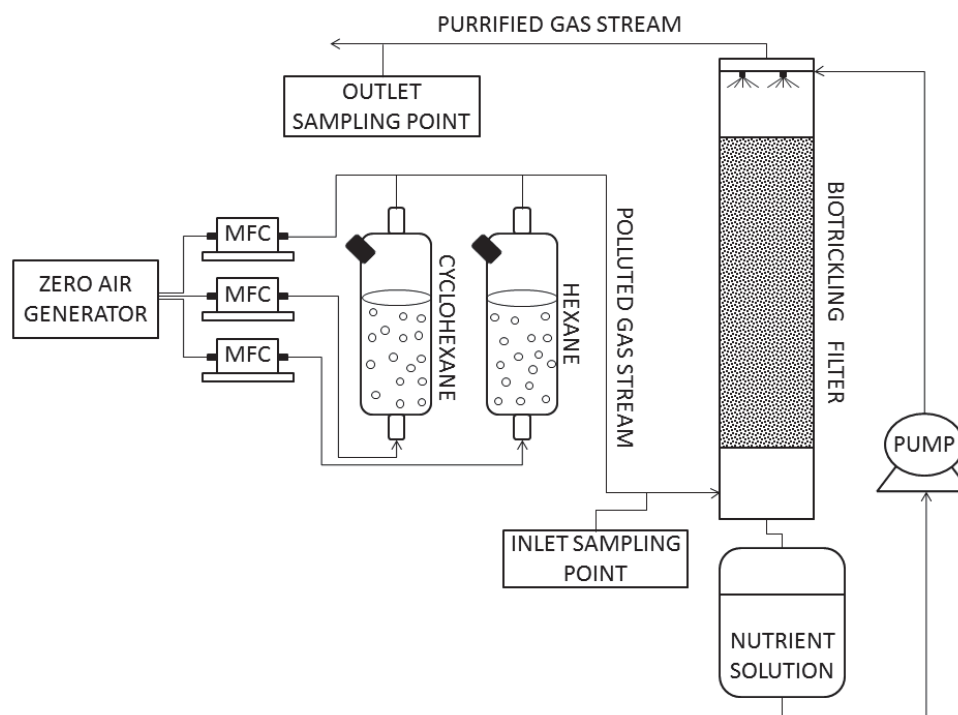 PURRIFIED GAS STREAM
OUTLET
SAMPLING POINT
ZERO AIR
GENERATOR
MFC
MFC
MFC
CYCLOHEXANE
HEXANE
POLLUTED GAS STREAM
BIOTRICKLING FILTER
PUMP
INLET SAMPLING
POINT
NUTRIENT
SOLUTION